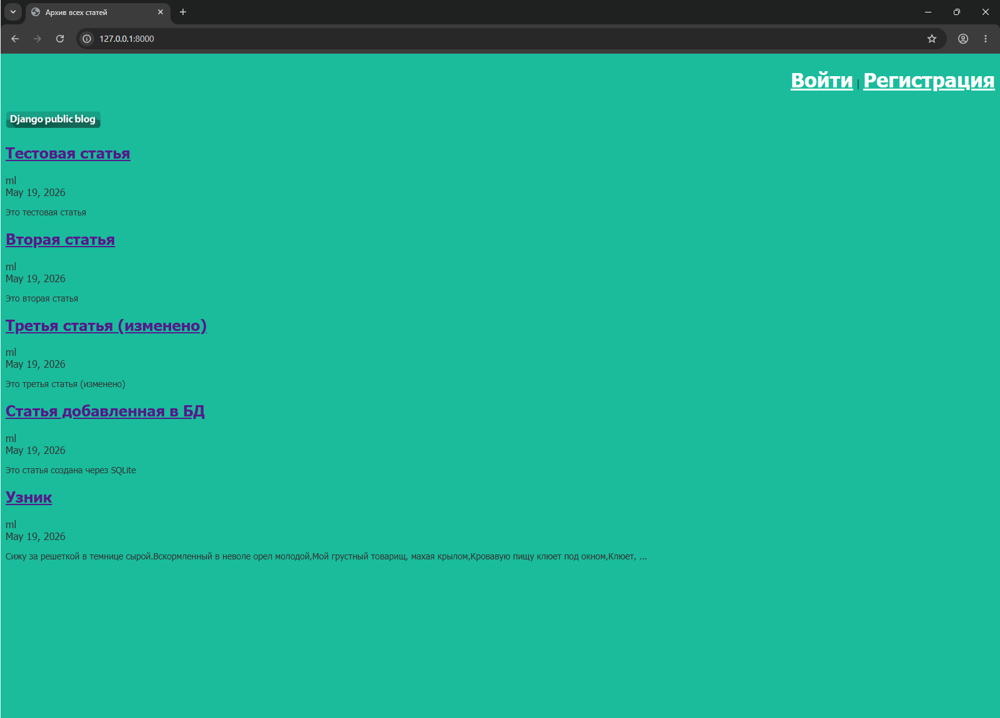 Архив всех статей
127.0.0.1:8000
Войти | Регистрация
Django public blog
Тестовая статья
ml
May 19, 2026
Это тестовая статья
Вторая статья
ml
May 19, 2026
Это вторая статья
Третья статья (изменено)
ml
May 19, 2026
Это третья статья (изменено)
Статья добавленная в БД
ml
May 19, 2026
Это статья создана через SQLite
Узник
ml
May 19, 2026
Сижу за решеткой в темнице сырой.Вскормленный в неволе орел молодой,Мой грустный товарищ, махая крылом,Кровавую пищу клюет под окном,Клюет, ...